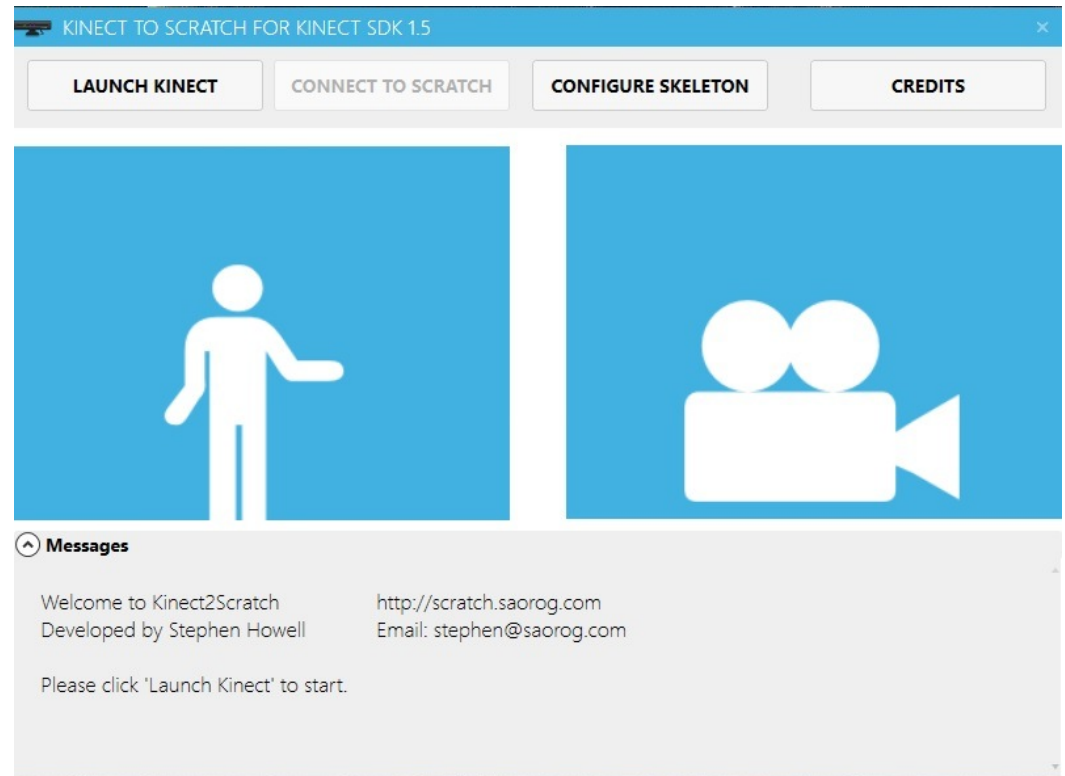 KINECT TO SCRATCH FOR KINECT SDK 1.5
LAUNCH KINECT
CONNECT TO SCRATCH
CONFIGURE SKELETON
CREDITS
Messages
Welcome to Kinect2Scratch http://scratch.saorog.com
Developed by Stephen Howell Email: stephen@saorog.com
Please click 'Launch Kinect' to start.